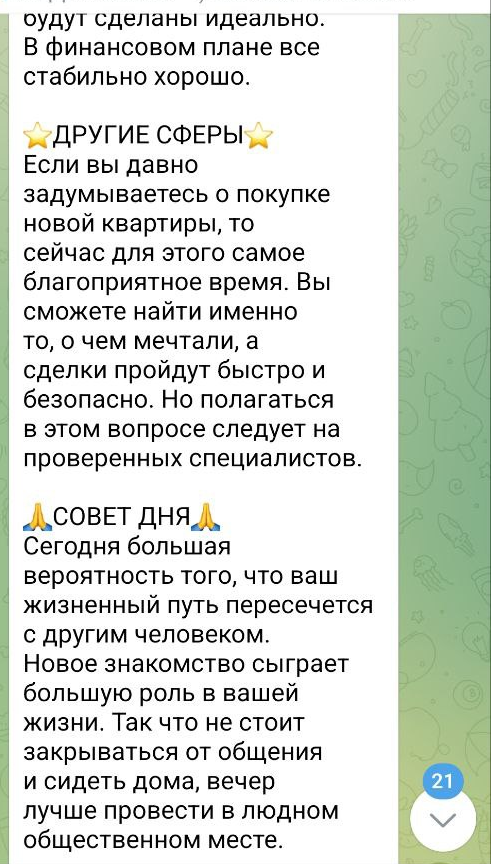 будут сделаны идеально.
В финансовом плане все
стабильно хорошо.
⭐ДРУГИЕ СФЕРЫ⭐
Если вы давно
задумываетесь о покупке
новой квартиры, то
сейчас для этого самое
благоприятное время. Вы
сможете найти именно
то, о чем мечтали, а
сделки пройдут быстро и
безопасно. Но полагаться
в этом вопросе следует на
проверенных специалистов.
🙏СОВЕТ ДНЯ🙏
Сегодня большая
вероятность того, что ваш
жизненный путь пересечется
с другим человеком.
Новое знакомство сыграет
большую роль в вашей
жизни. Так что не стоит
закрываться от общения
и сидеть дома, вечер
лучше провести в людном
общественном месте.
21